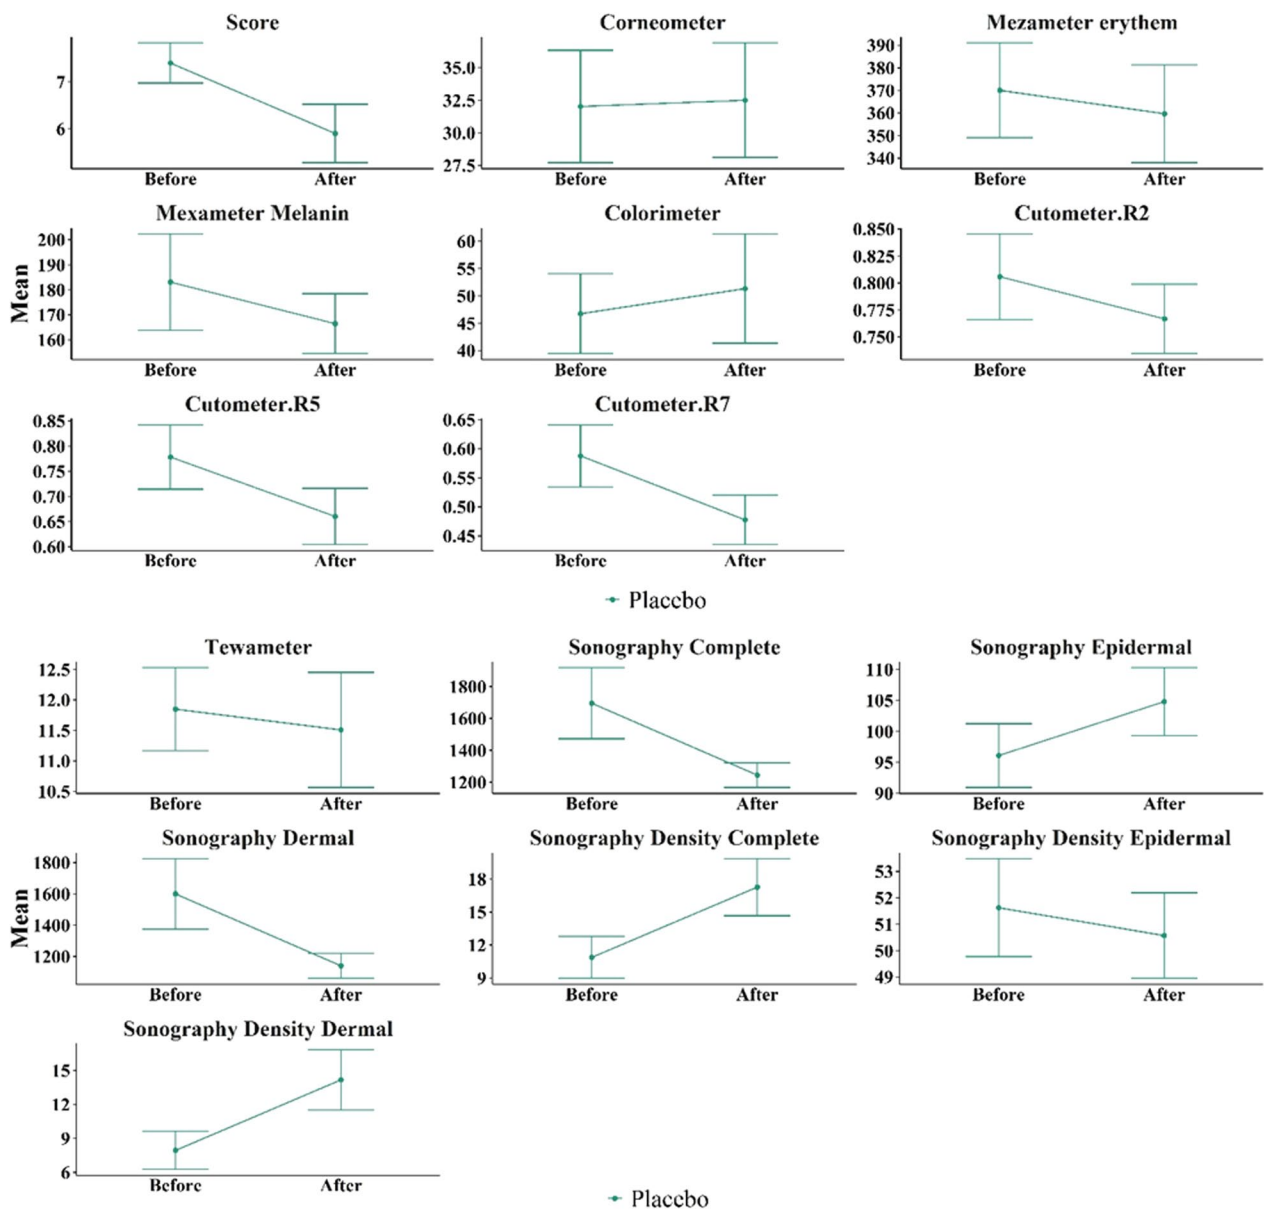 Score
Corneometer
Mezameter erythem
7
6
Before
After
35.0
32.5
30.0
27.5
Before
After
390
380
370
360
350
340
Before
After
Mean
Mexameter Melanin
Colorimeter
Cutometer.R2
200
190
180
170
160
Before
After
60
55
50
45
40
Before
After
0.850
0.825
0.800
0.775
0.750
Before
After
Cutometer.R5
Cutometer.R7
0.85
0.80
0.75
0.70
0.65
0.60
Before
After
0.65
0.60
0.55
0.50
0.45
Before
After
Placebo
Tewameter
Sonography Complete
Sonography Epidermal
12.5
12.0
11.5
11.0
10.5
Before
After
1800
1600
1400
1200
Before
After
110
105
100
95
90
Before
After
Mean
Sonography Dermal
Sonography Density Complete
Sonography Density Epidermal
1800
1600
1400
1200
Before
After
18
15
12
9
Before
After
53
52
51
50
49
Before
After
Sonography Density Dermal
15
12
9
6
Before
After
Placebo